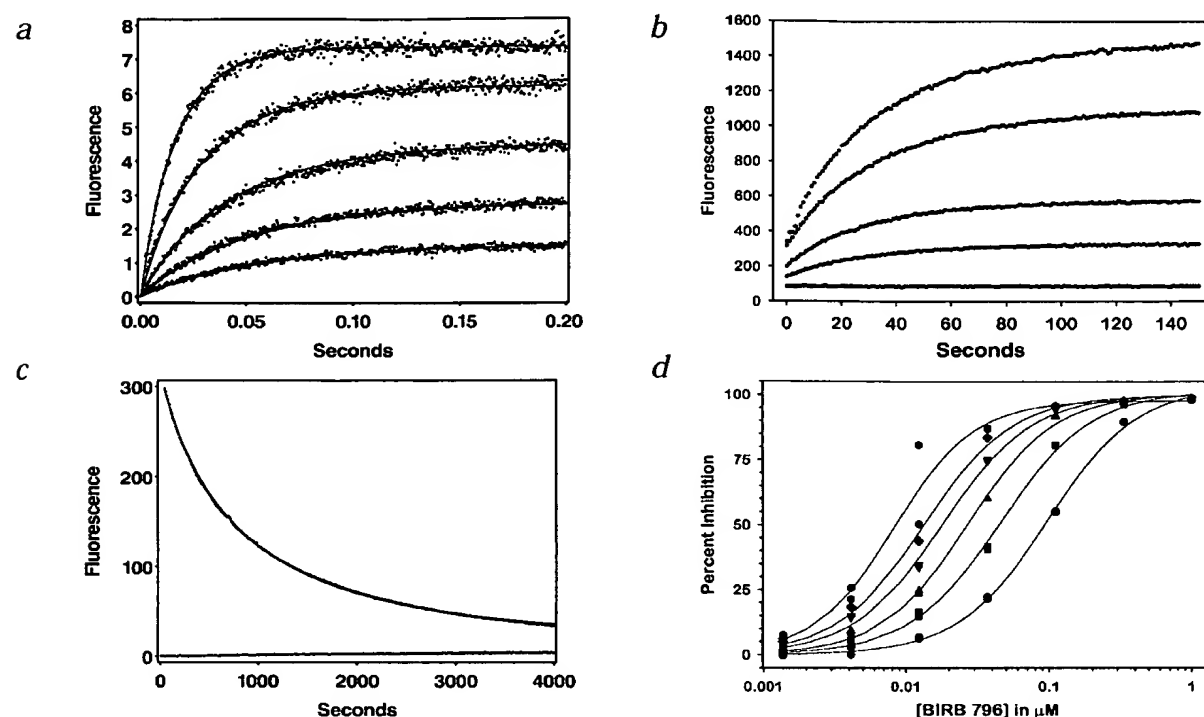 a
8
7
6
5
4
3
2
1
0
Fluorescence
0.00 0.05 0.10 0.15 0.20
Seconds
b
1600
1400
1200
1000
800
600
400
200
0
Fluorescence
0 20 40 60 80 100 120 140
Seconds
c
300
200
100
0
Fluorescence
0 1000 2000 3000 4000
Seconds
d
100
75
50
25
0
Percent Inhibition
0.001 0.01 0.1 1
[BIRB 796] in μM